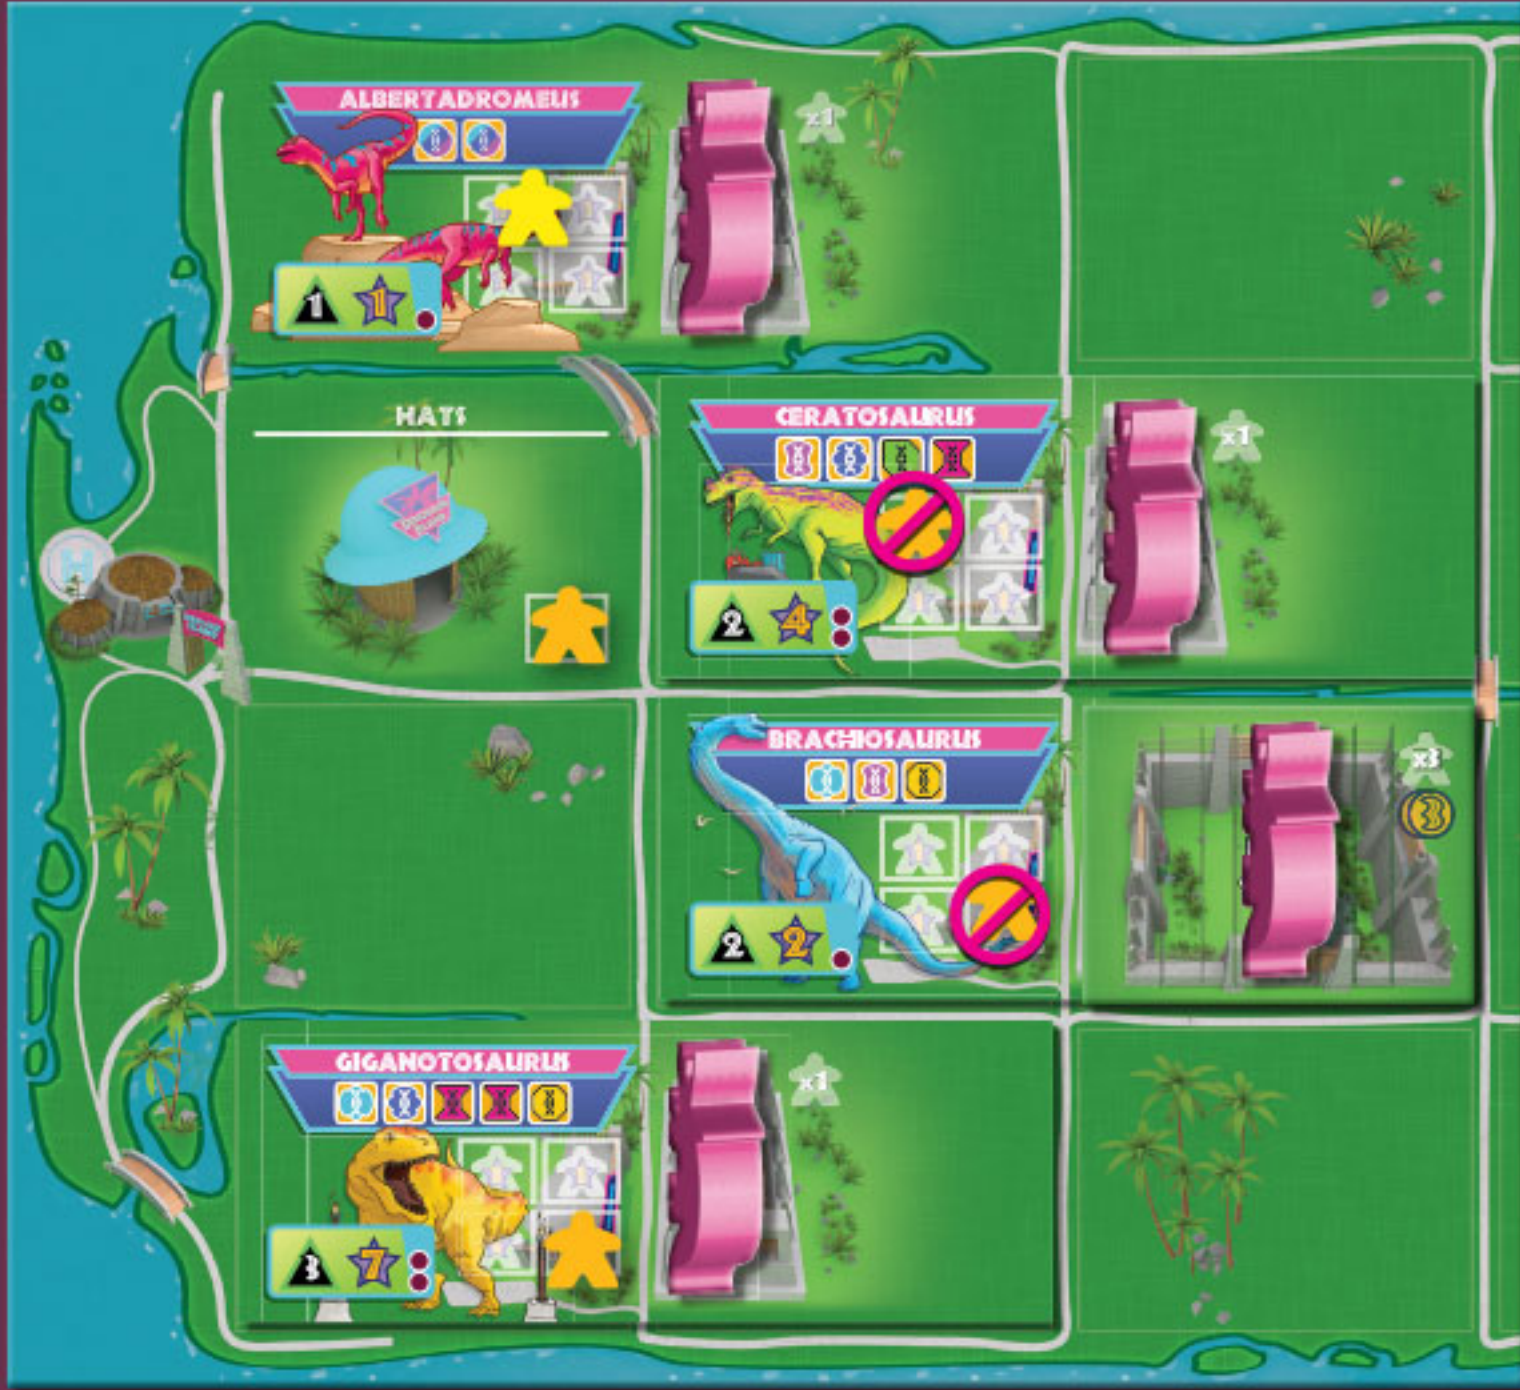 ALBERTADROMEUS
x1
1 1
HATS
CERATOSAURUS
x1
2 4
H
BRACHIOSAURUS
x3
3
2 2
GIGANOTOSAURUS
x1
3 7